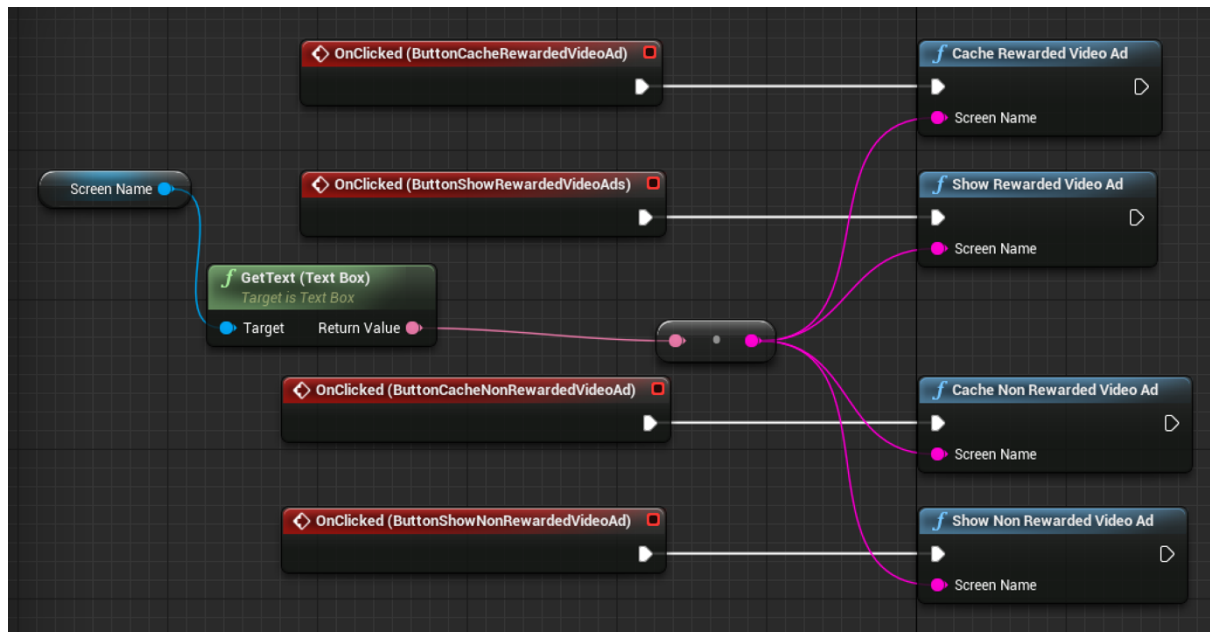 OnClicked (ButtonCacheRewardedVideoAd)
Cache Rewarded Video Ad
Screen Name
Screen Name
OnClicked (ButtonShowRewardedVideoAds)
Show Rewarded Video Ad
Screen Name
GetText (Text Box)
Target is Text Box
Target Return Value
OnClicked (ButtonCacheNonRewardedVideoAd)
Cache Non Rewarded Video Ad
Screen Name
OnClicked (ButtonShowNonRewardedVideoAd)
Show Non Rewarded Video Ad
Screen Name